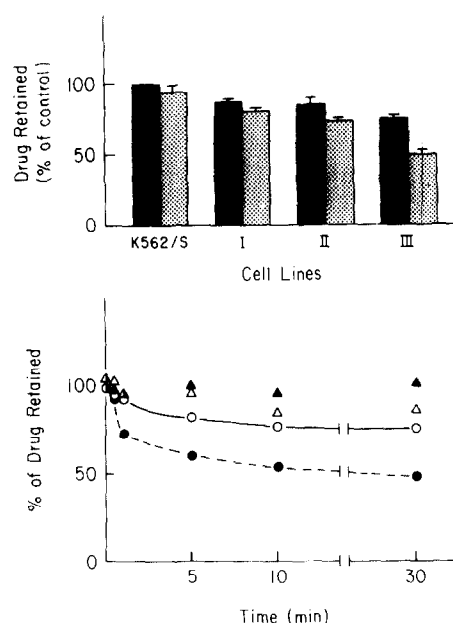 Drug Retained
(% of control)
100
50
0
K562/S I II III
Cell Lines
% of Drug Retained
100
50
0
5 10 30
Time (min)